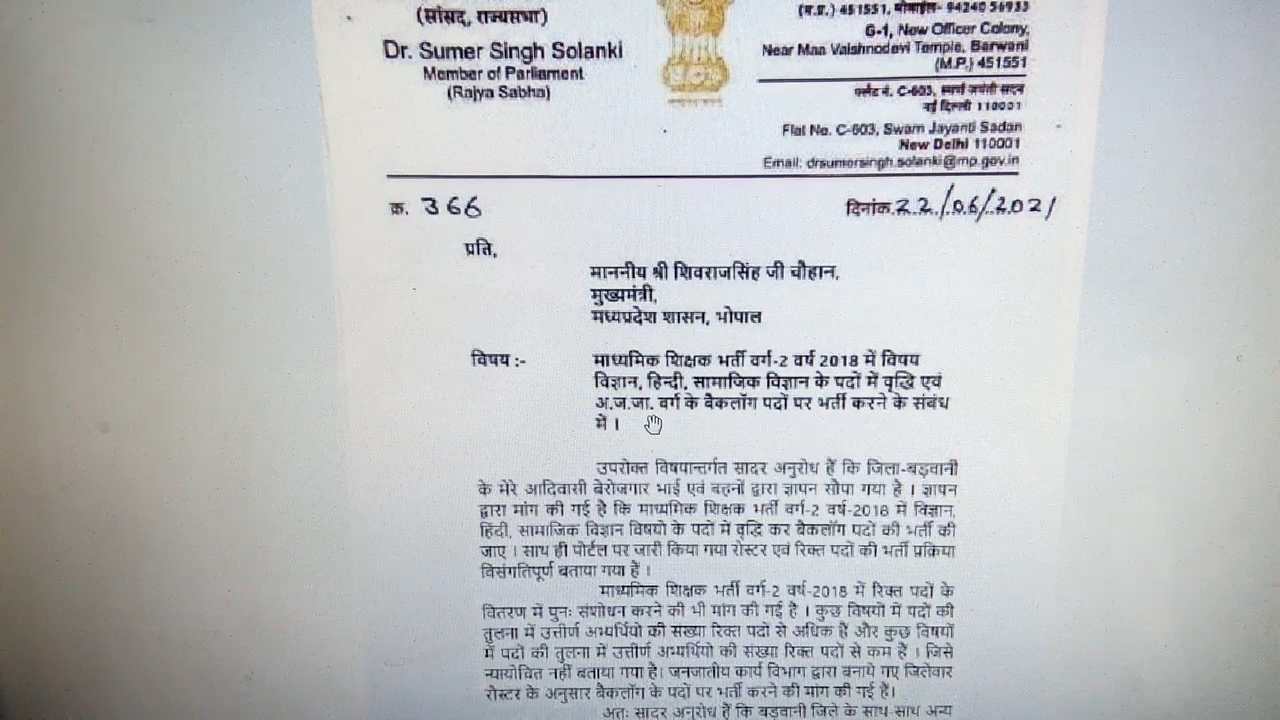 (सांसद, राज्यसभा)
Dr. Sumer Singh Solanki
Member of Parliament
(Rajya Sabha)
(म.प्र.) 451551, मोबाईल- 94240
G-1, New Officer Colony,
Near Maa Vaishnodevi Temple, Barwani
(M.P.) 451551
फ्लैट नं. C-603, स्वर्ण जयंती सदन
नई दिल्ली 110001
Flat No. C-603, Swarn Jayanti Sadan
New Delhi 110001
Email: drsumersingh.solanki@mp.gov.in
क्र. 366
दिनांक 22/06/2021
प्रति,
माननीय श्री शिवराजसिंह जी चौहान,
मुख्यमंत्री,
मध्यप्रदेश शासन, भोपाल
विषय :- माध्यमिक शिक्षक भर्ती वर्ग-2 वर्ष 2018 में विषय
विज्ञान, हिन्दी, सामाजिक विज्ञान के पदों में वृद्धि एवं
अ.ज.जा. वर्ग के बैकलॉग पदों पर भर्ती करने के संबंध
में ।
उपरोक्त विषयान्तर्गत सादर अनुरोध हैं कि जिला-बड़वानी
के मेरे आदिवासी बेरोजगार भाई एवं बहनों द्वारा ज्ञापन सौपा गया है । ज्ञापन
द्वारा मांग की गई है कि माध्यमिक शिक्षक भर्ती वर्ग-2 वर्ष-2018 में विज्ञान,
हिंदी, सामाजिक विज्ञान विषयो के पदों में वृद्धि कर बैकलॉग पदों की भर्ती की
जाए । साथ ही पोर्टल पर जारी किया गया रोस्टर एवं रिक्त पदों की भर्ती प्रकिया
विसंगतिपूर्ण बताया गया हैं ।
माध्यमिक शिक्षक भर्ती वर्ग-2 वर्ष-2018 में रिक्त पदों के
वितरण में पुनः संशोधन करने की भी मांग की गई है । कुछ विषयों में पदों की
तुलना में उत्तीर्ण अभ्यर्थियो की संख्या रिक्त पदों से अधिक हैं और कुछ विषयों
में पदों की तुलना में उत्तीर्ण अभ्यर्थियो की संख्या रिक्त पदों से कम हैं । जिसे
न्यायोचित नहीं बताया गया है। जनजातीय कार्य विभाग द्वारा बनाये गए जिलेवार
रोस्टर के अनुसार बैकलॉग के पदों पर भर्ती करने की मांग की गई हैं।
अतः सादर अनुरोध हैं कि बड़वानी जिले के साथ-साथ अन्य